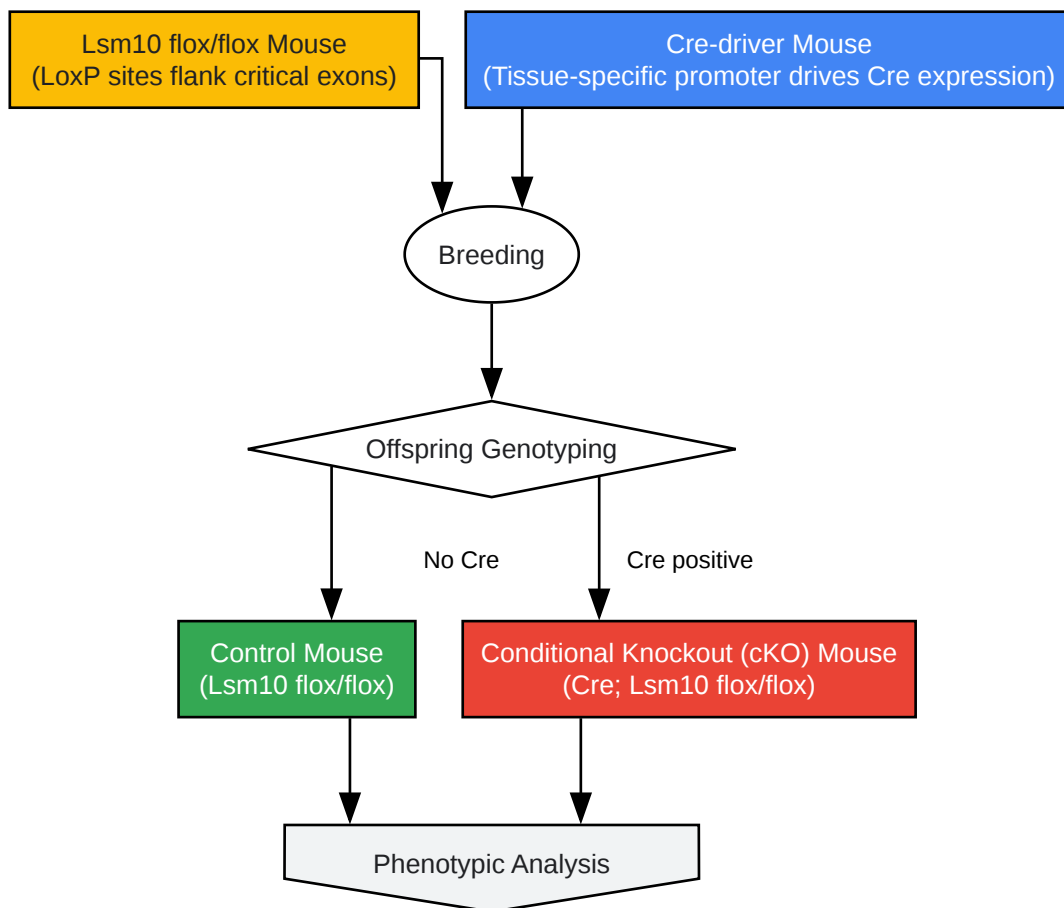 Lsm10 flox/flox Mouse
(LoxP sites flank critical exons)
Cre-driver Mouse
(Tissue-specific promoter drives Cre expression)
Breeding
Offspring Genotyping
No Cre
Cre positive
Control Mouse
(Lsm10 flox/flox)
Conditional Knockout (cKO) Mouse
(Cre; Lsm10 flox/flox)
Phenotypic Analysis